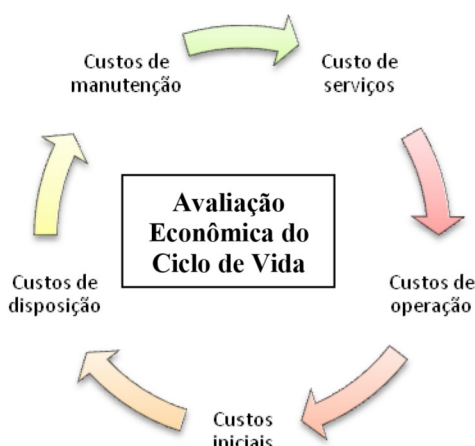 Custos de
manutenção
Custo de
serviços
Avaliação
Econômica do
Ciclo de Vida
Custos de
disposição
Custos de
operação
Custos
iniciais